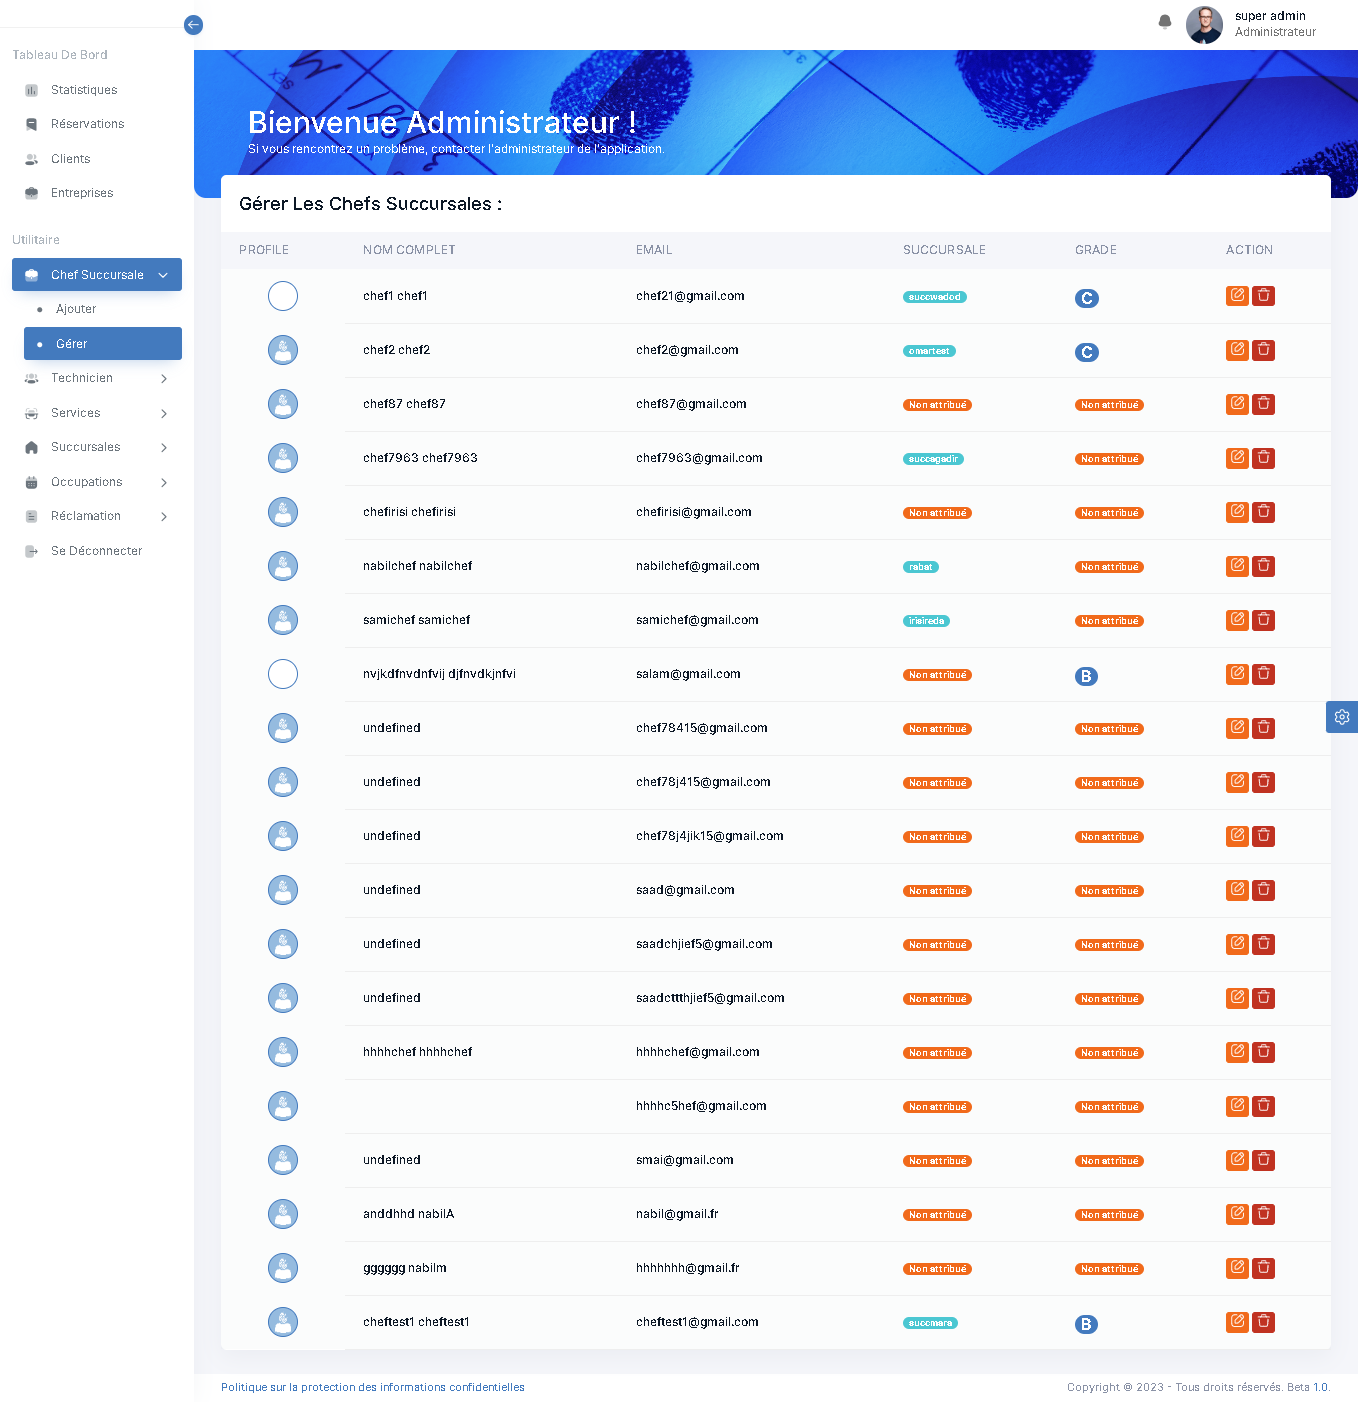 super admin
Administrateur
Tableau De Bord
Statistiques
Réservations
Clients
Entreprises
Utilitaire
Chef Succursale
Ajouter
Gérer
Technicien
Services
Succursales
Occupations
Réclamation
Se Déconnecter
Bienvenue Administrateur !
Si vous rencontrez un problème, contacter l'administrateur de l'application.
Gérer Les Chefs Succursales :
PROFILE NOM COMPLET EMAIL SUCCURSALE GRADE ACTION
chef1 chef1 chef21@gmail.com succwadod C
chef2 chef2 chef2@gmail.com omartest C
chef87 chef87 chef87@gmail.com Non attribué Non attribué
chef7963 chef7963 chef7963@gmail.com succagadir Non attribué
chefirisi chefirisi chefirisi@gmail.com Non attribué Non attribué
nabilchef nabilchef nabilchef@gmail.com rabat Non attribué
samichef samichef samichef@gmail.com irisireda Non attribué
nvjkdfnvdnfvij djfnvdkjnfvi salam@gmail.com Non attribué B
undefined chef78415@gmail.com Non attribué Non attribué
undefined chef78j415@gmail.com Non attribué Non attribué
undefined chef78j4jik15@gmail.com Non attribué Non attribué
undefined saad@gmail.com Non attribué Non attribué
undefined saadchjief5@gmail.com Non attribué Non attribué
undefined saadcttthjief5@gmail.com Non attribué Non attribué
hhhhchef hhhhchef hhhhchef@gmail.com Non attribué Non attribué
hhhhc5hef@gmail.com Non attribué Non attribué
undefined smai@gmail.com Non attribué Non attribué
anddhhd nabilA nabil@gmail.fr Non attribué Non attribué
gggggg nabilm hhhhhhh@gmail.fr Non attribué Non attribué
cheftest1 cheftest1 cheftest1@gmail.com succmara B
Politique sur la protection des informations confidentielles
Copyright © 2023 - Tous droits réservés. Beta 1.0.